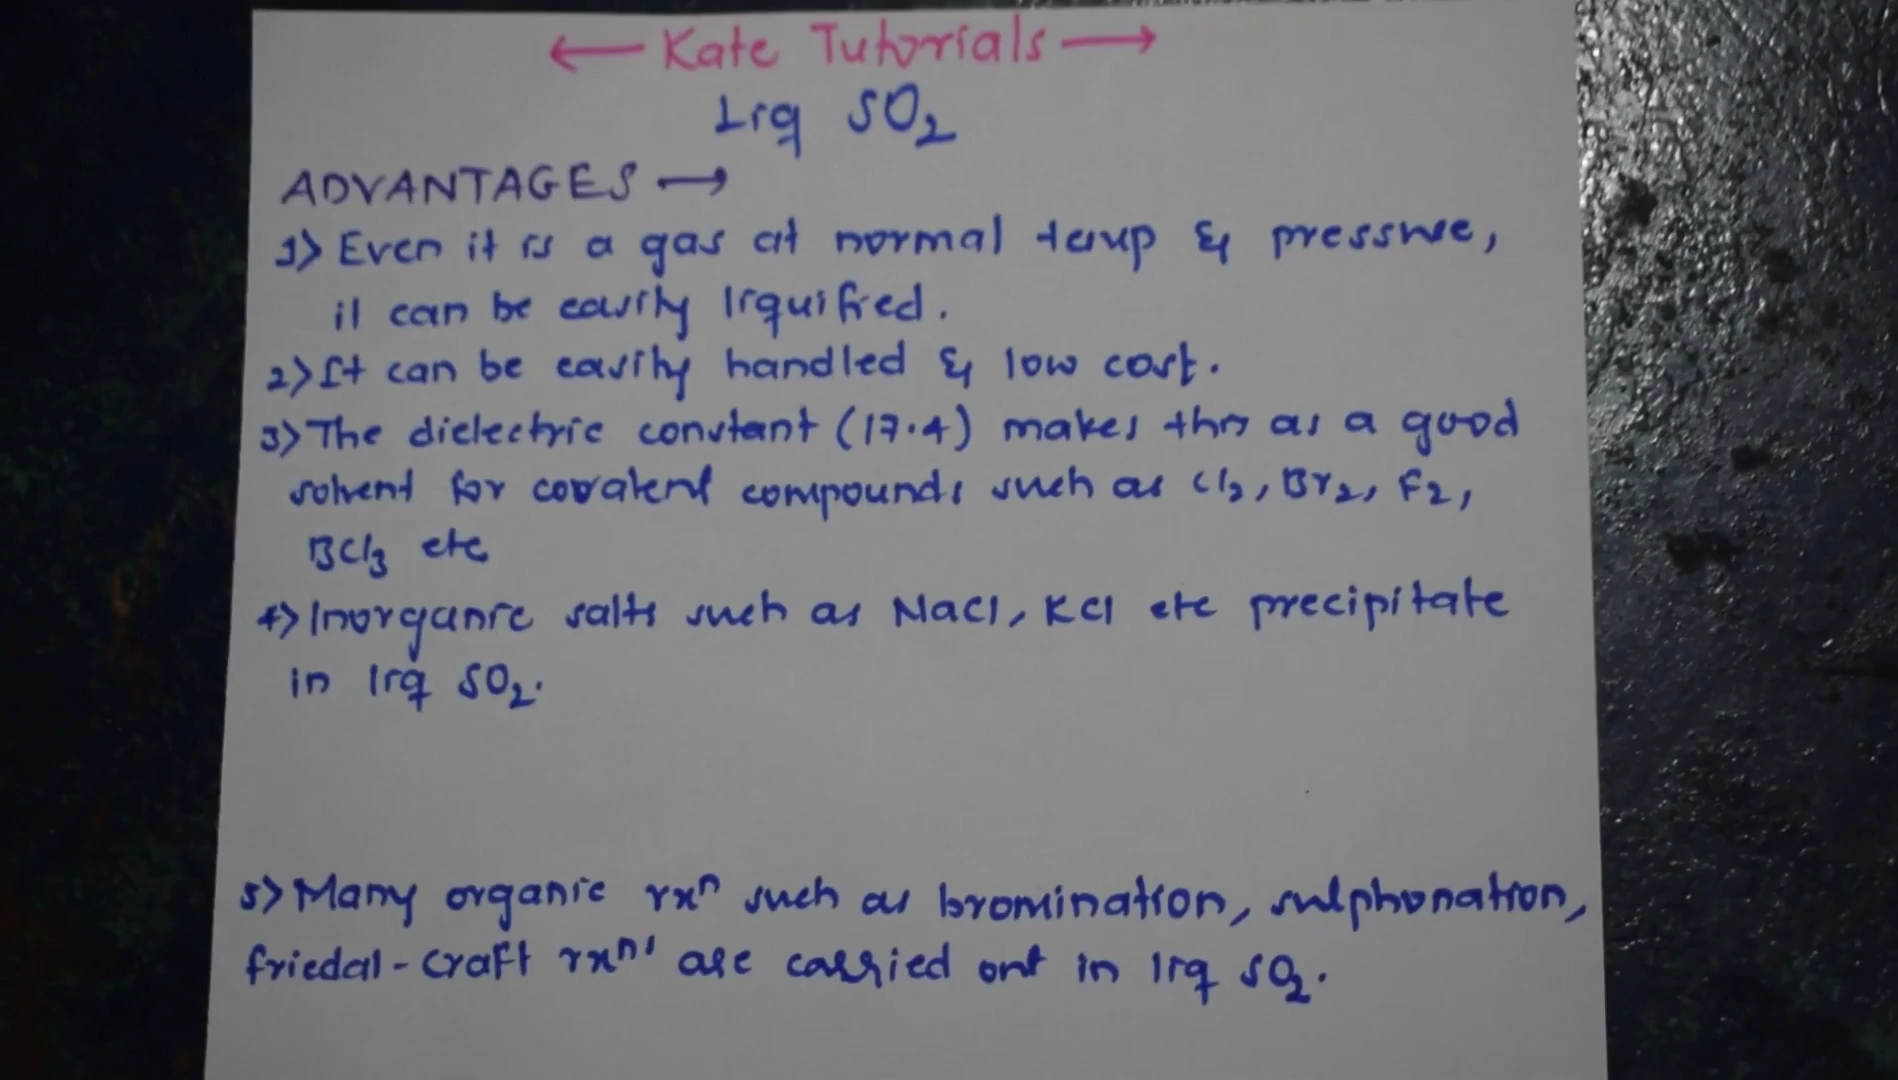 ← Kate Tutorials →
Liq SO₂
ADVANTAGES →
1) Even it is a gas at normal temp & pressure,
it can be easily liquified.
2) It can be easily handled & low cost.
3) The dielectric constant (17.4) makes this as a good
solvent for covalent compounds such as Cl₂, Br₂, F₂,
BCl₃ etc
4) Inorganic salts such as NaCl, KCl etc precipitate
in liq SO₂.
5) Many organic rxⁿ such as bromination, sulphonation,
friedal-craft rxⁿˢ are carried out in liq SO₂.